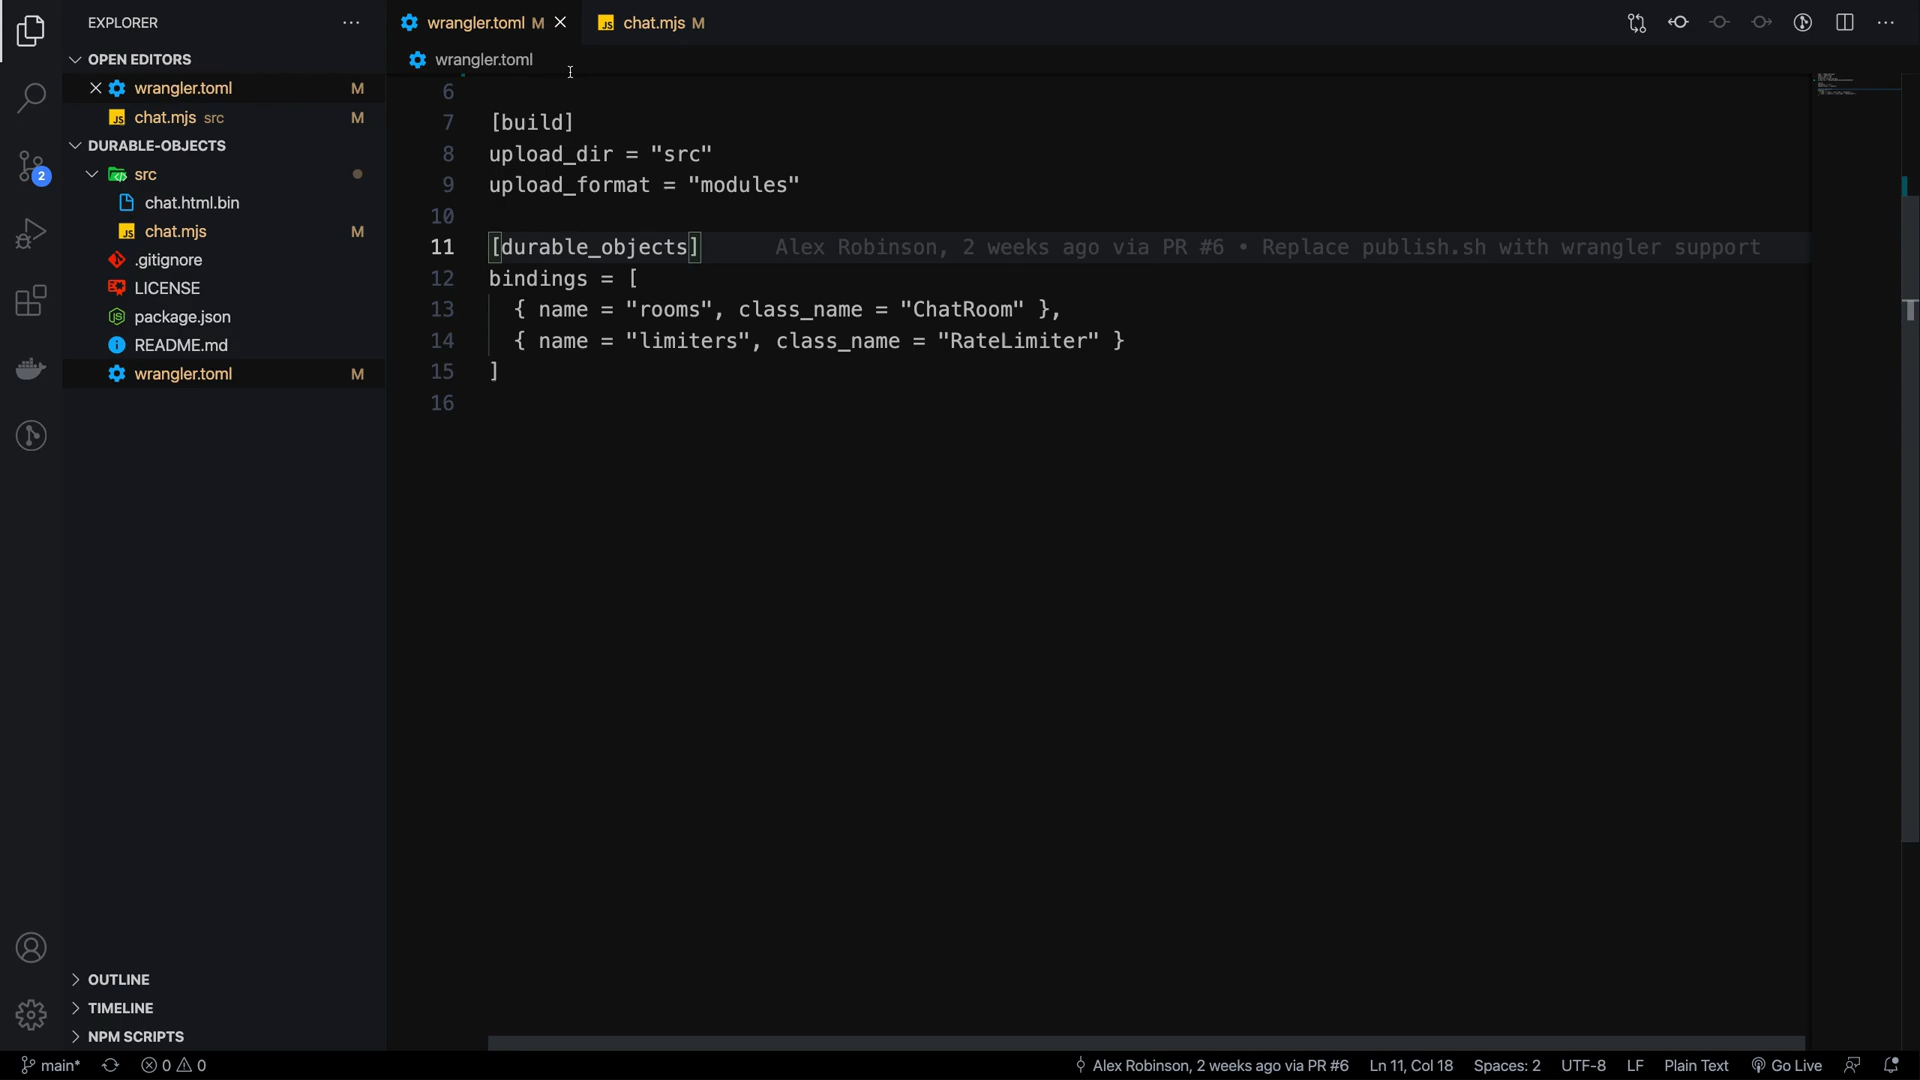 EXPLORER
OPEN EDITORS
wrangler.toml M
chat.mjs src M
DURABLE-OBJECTS
src
chat.html.bin
chat.mjs M
.gitignore
LICENSE
package.json
README.md
wrangler.toml M
OUTLINE
TIMELINE
NPM SCRIPTS
2
wrangler.toml M
chat.mjs M
wrangler.toml
6
7 [build]
8 upload_dir = "src"
9 upload_format = "modules"
10
11 [durable_objects] Alex Robinson, 2 weeks ago via PR #6 • Replace publish.sh with wrangler support
12 bindings = [
13 { name = "rooms", class_name = "ChatRoom" },
14 { name = "limiters", class_name = "RateLimiter" }
15 ]
16
main* 0 0 Alex Robinson, 2 weeks ago via PR #6 Ln 11, Col 18 Spaces: 2 UTF-8 LF Plain Text Go Live